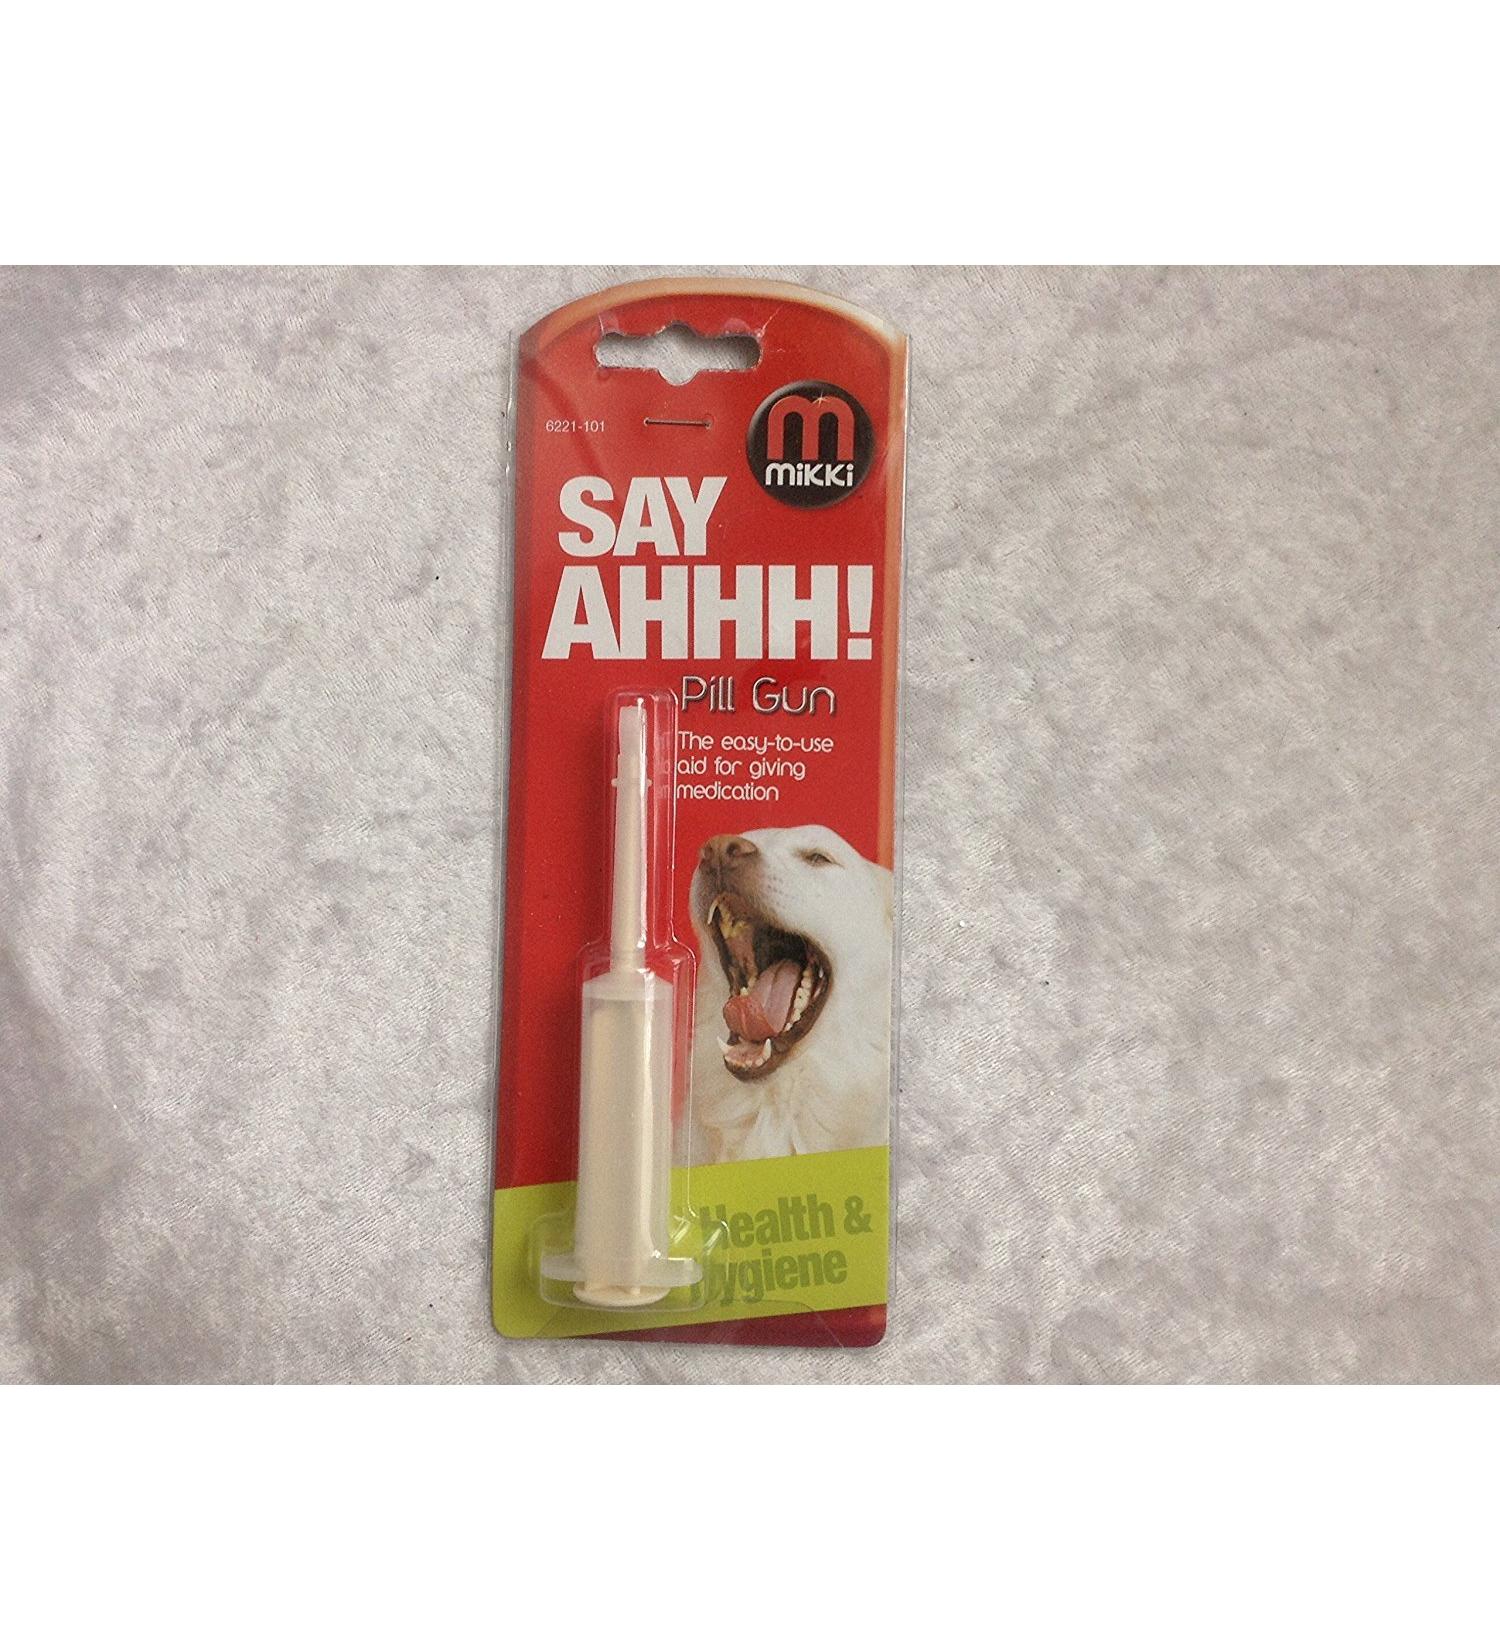 6221-101
m
mikki
SAY
AHHH!
Pill Gun
The easy-to-use
aid for giving
medication
Health &
Hygiene